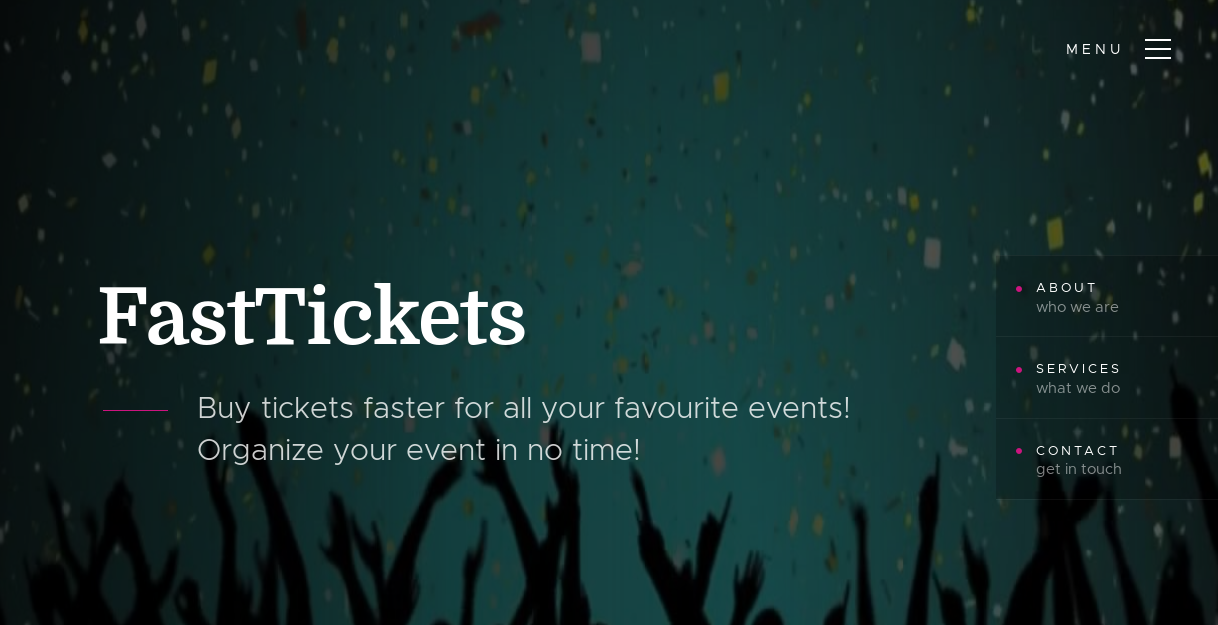 MENU
FastTickets
Buy tickets faster for all your favourite events!
Organize your event in no time!
ABOUT
who we are
SERVICES
what we do
CONTACT
get in touch